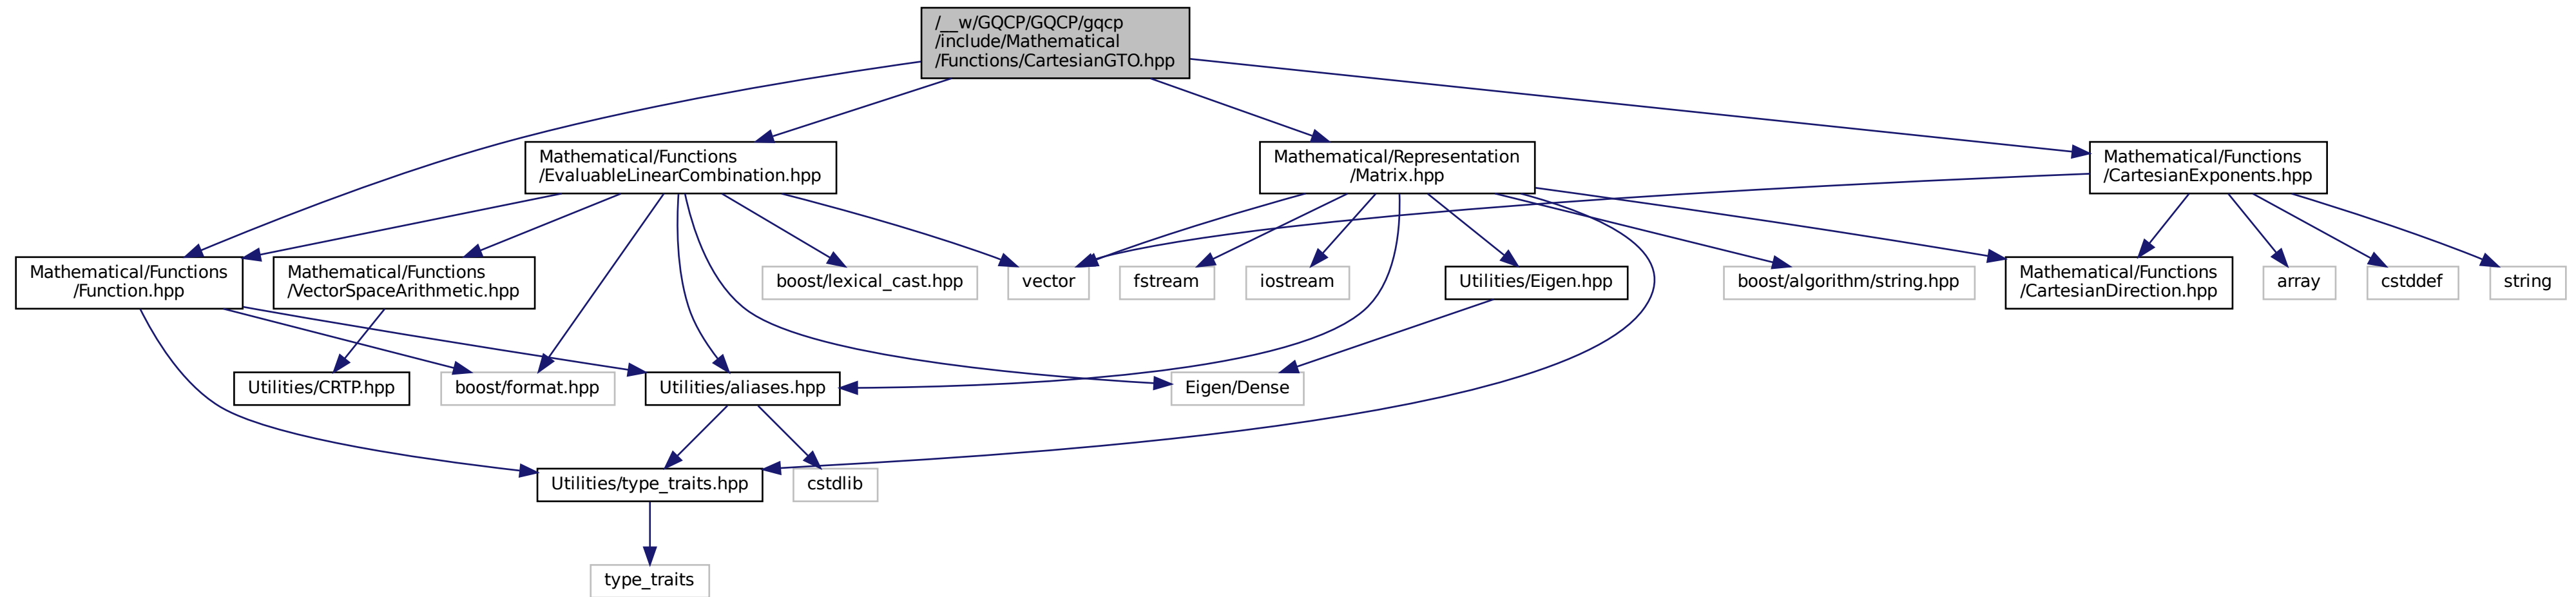 /__w/GQCP/GQCP/gqcp
/include/Mathematical
/Functions/CartesianGTO.hpp
Mathematical/Functions
/EvaluableLinearCombination.hpp
Mathematical/Representation
/Matrix.hpp
Mathematical/Functions
/CartesianExponents.hpp
Mathematical/Functions
/Function.hpp
Mathematical/Functions
/VectorSpaceArithmetic.hpp
boost/lexical_cast.hpp
vector
fstream
iostream
Utilities/Eigen.hpp
boost/algorithm/string.hpp
Mathematical/Functions
/CartesianDirection.hpp
array
cstddef
string
Utilities/CRTP.hpp
boost/format.hpp
Utilities/aliases.hpp
Eigen/Dense
Utilities/type_traits.hpp
cstdlib
type_traits